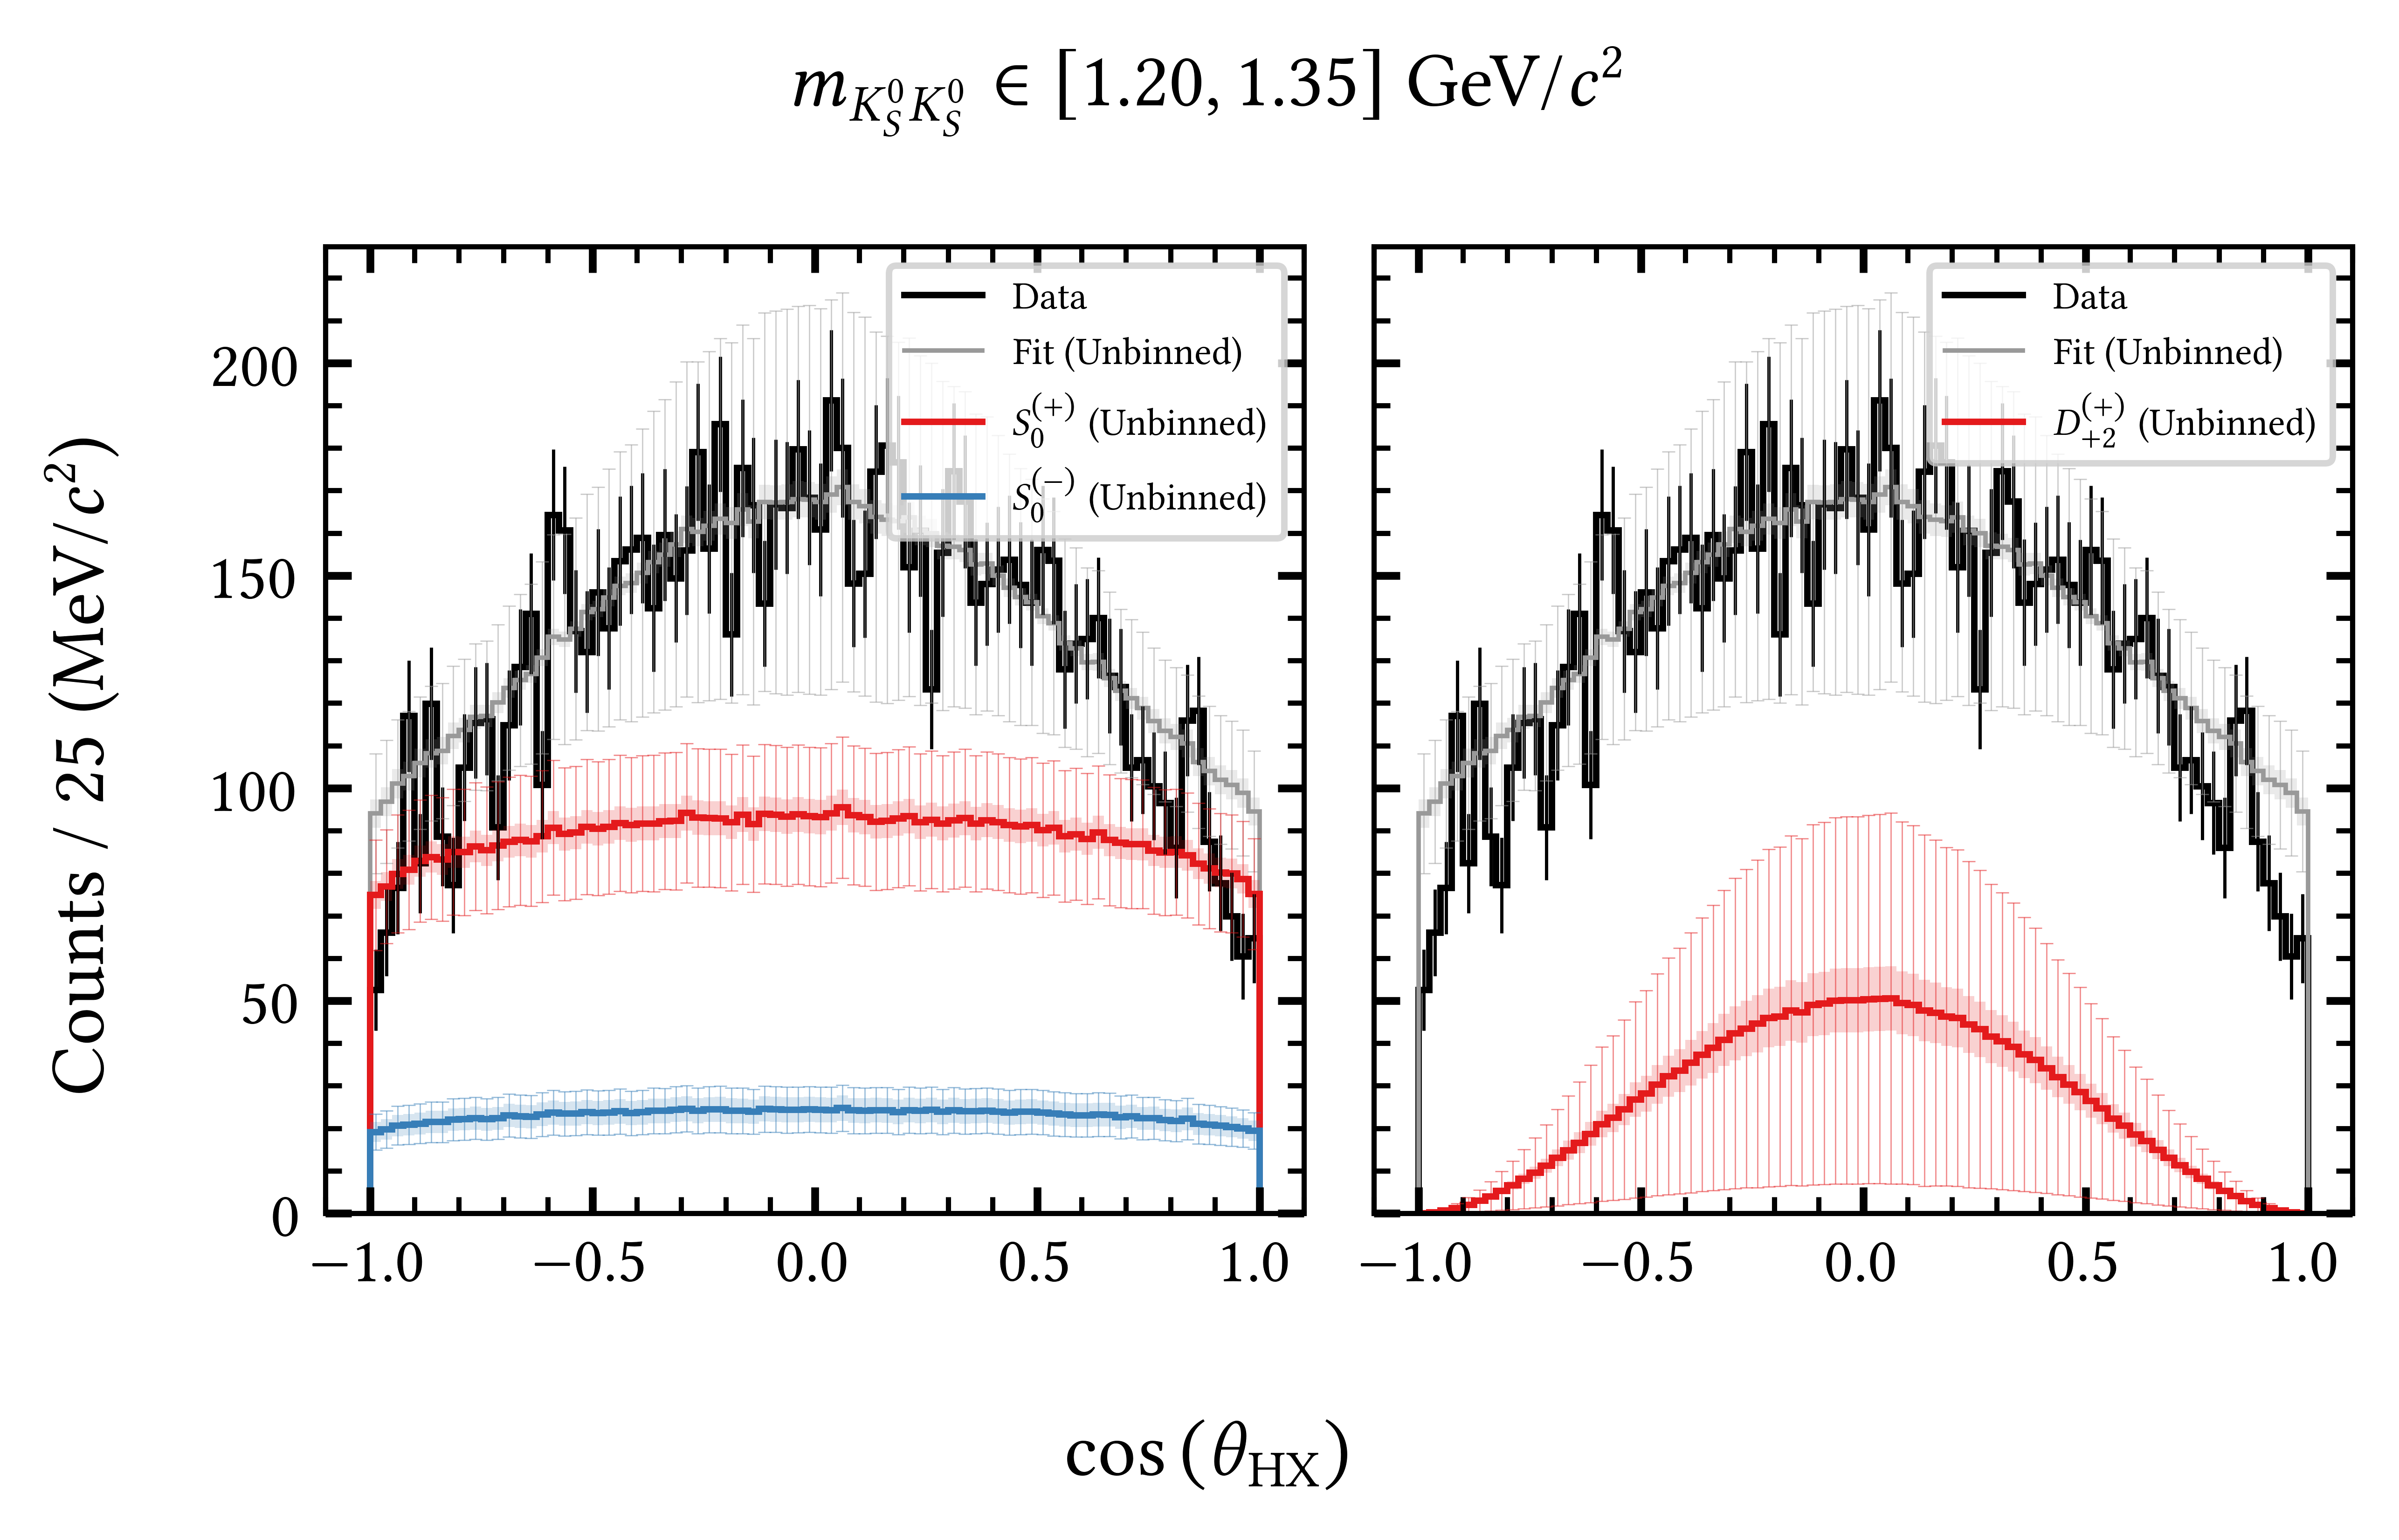 m_{K_S^0 K_S^0} ∈ [1.20, 1.35] GeV/c²
Counts / 25 (MeV/c²)
200
150
100
50
0
Data
Fit (Unbinned)
S_0^{(+)} (Unbinned)
S_0^{(−)} (Unbinned)
Data
Fit (Unbinned)
D_{+2}^{(+)} (Unbinned)
−1.0 −0.5 0.0 0.5 1.0
−1.0 −0.5 0.0 0.5 1.0
cos (θ_{HX})